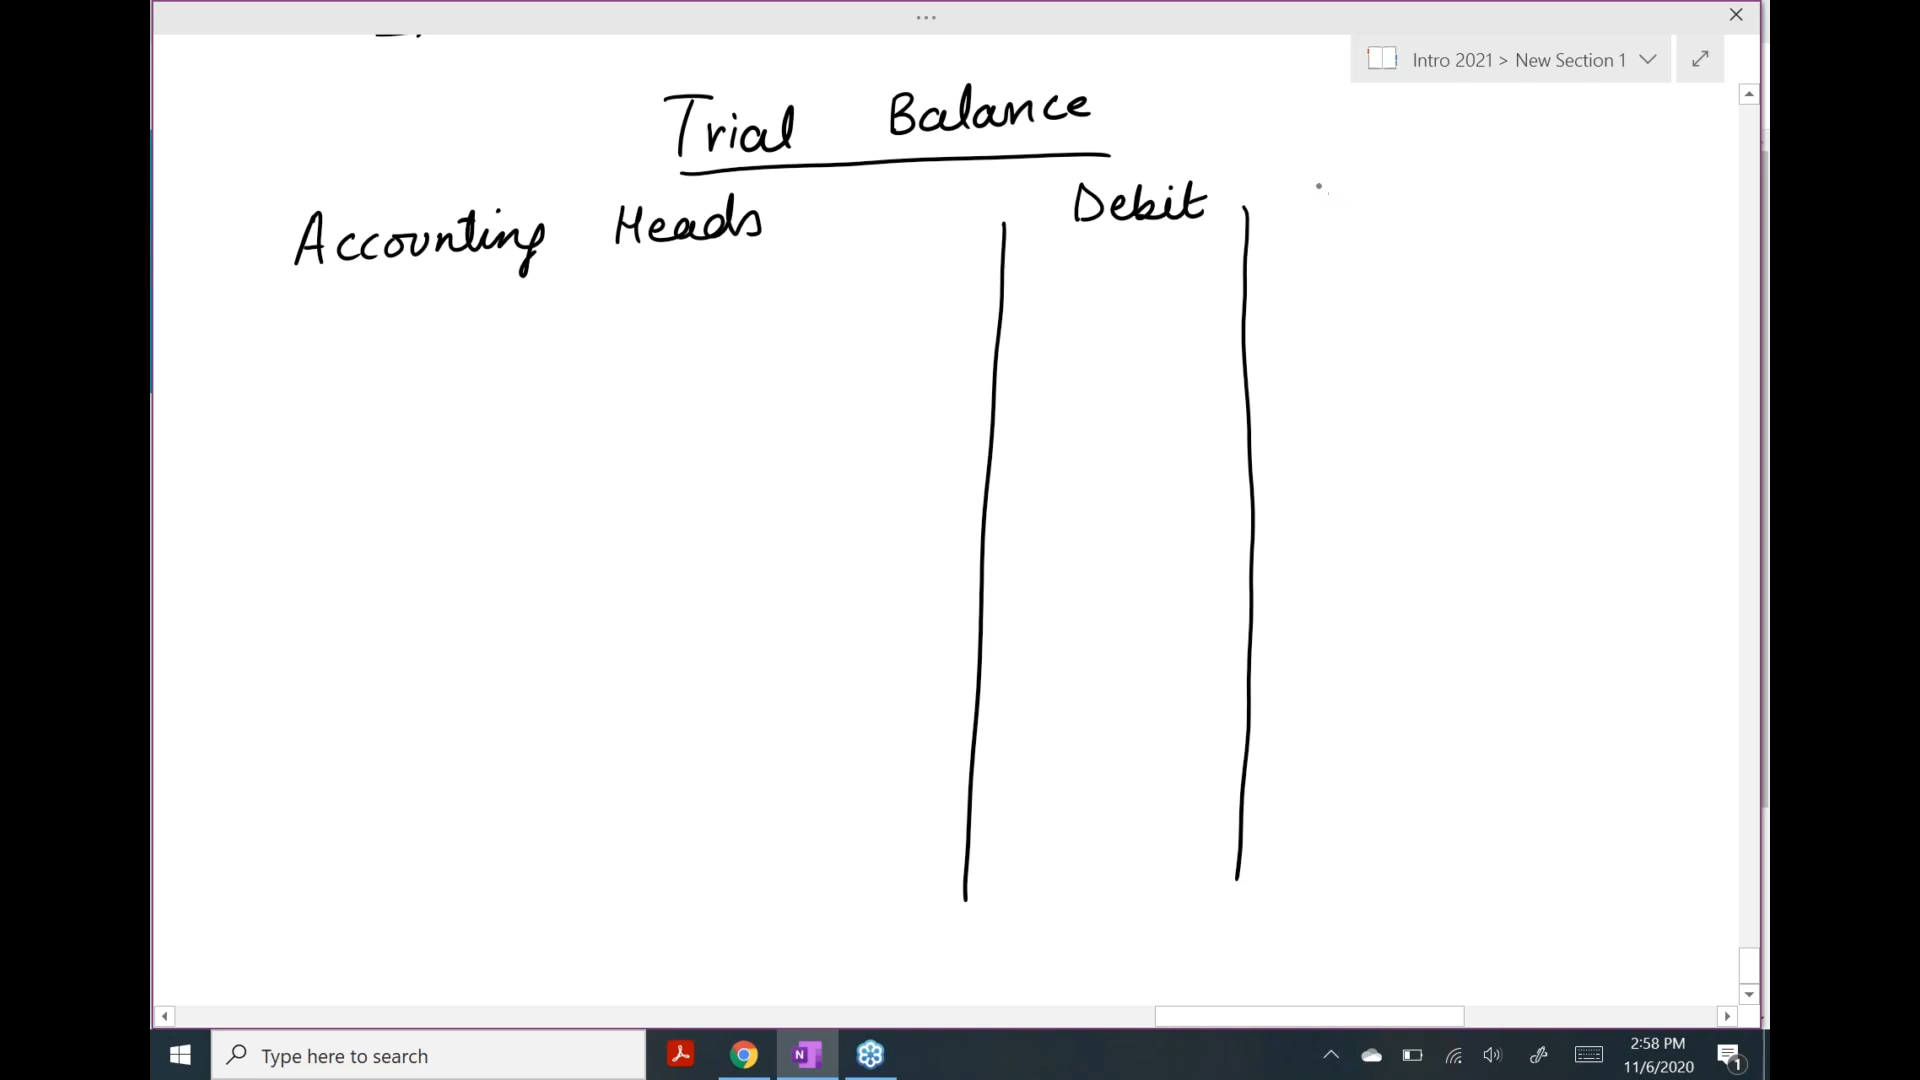 Intro 2021 > New Section 1
Trial Balance
Accounting Heads Debit
Type here to search
N
2:58 PM
11/6/2020
1